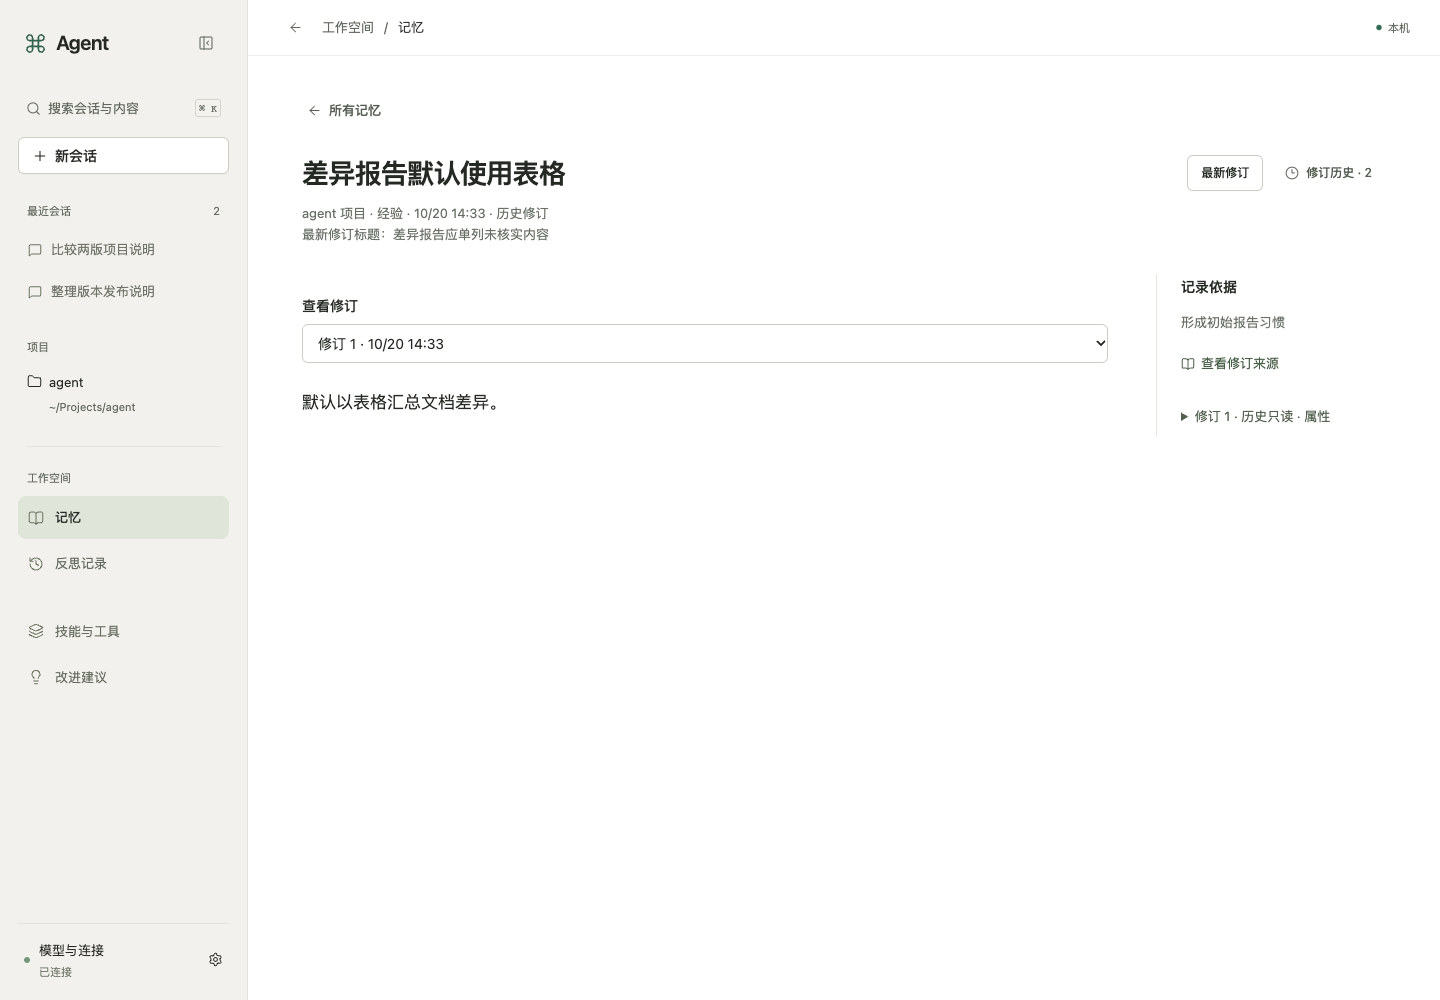 Agent
搜索会话与内容
⌘ K
新会话
最近会话 2
比较两版项目说明
整理版本发布说明
项目
agent
~/Projects/agent
工作空间
记忆
反思记录
技能与工具
改进建议
模型与连接
已连接
工作空间 / 记忆
本机
所有记忆
差异报告默认使用表格
最新修订
修订历史 · 2
agent 项目 · 经验 · 10/20 14:33 · 历史修订
最新修订标题：差异报告应单列未核实内容
查看修订
修订 1 · 10/20 14:33
默认以表格汇总文档差异。
记录依据
形成初始报告习惯
查看修订来源
修订 1 · 历史只读 · 属性